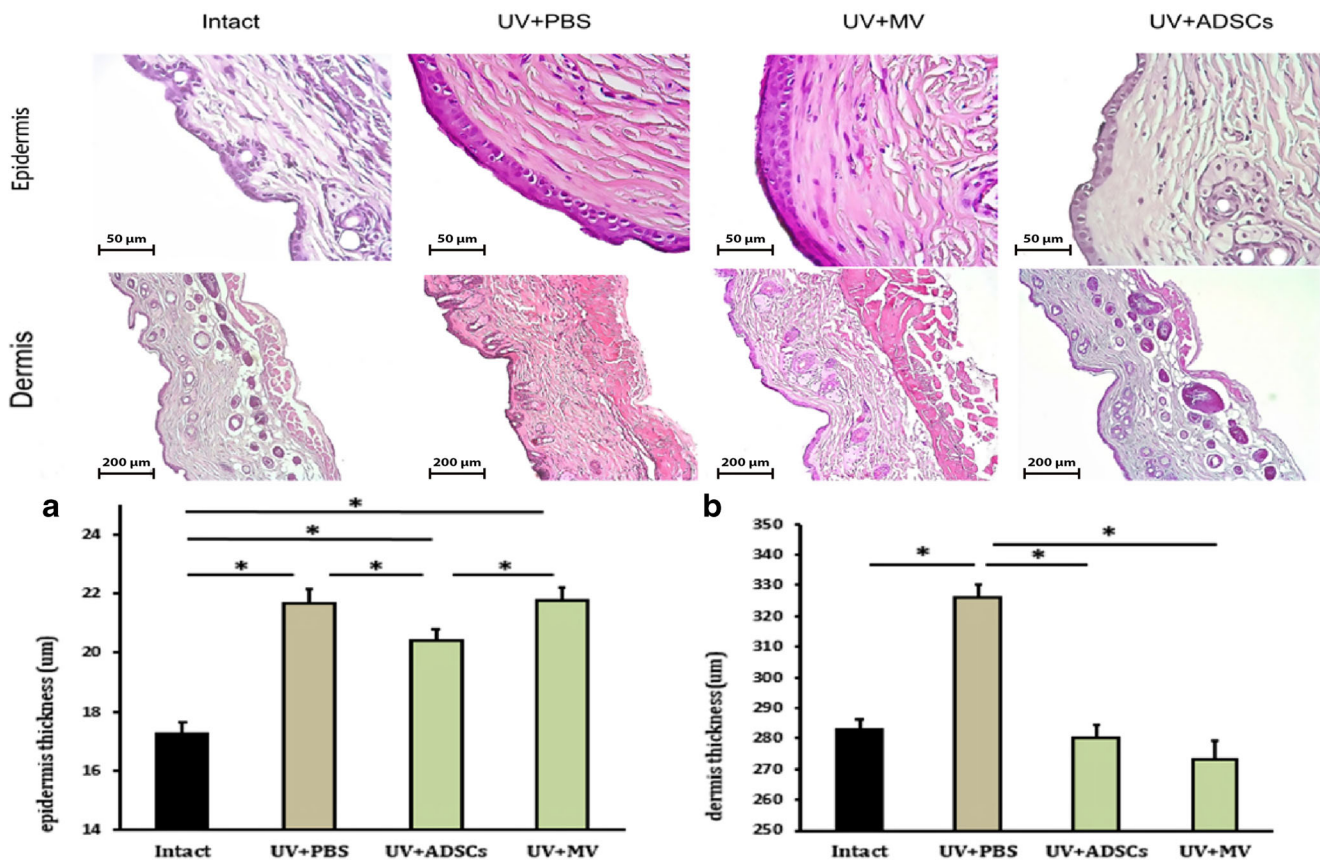 Intact UV+PBS UV+MV UV+ADSCs
Epidermis
50 µm 50 µm 50 µm 50 µm
Dermis
200 µm 200 µm 200 µm 200 µm
a
epidermis thickness (um)
24
22
20
18
16
14
* * *
*
*
Intact UV+PBS UV+ADSCs UV+MV
b
dermis thickness (um)
350
340
330
320
310
300
290
280
270
260
250
* *
*
Intact UV+PBS UV+ADSCs UV+MV